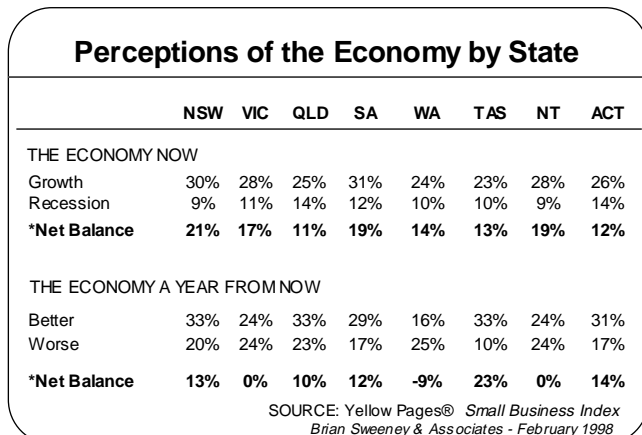 Perceptions of the Economy by State
NSW VIC QLD SA WA TAS NT ACT
THE ECONOMY NOW
Growth 30% 28% 25% 31% 24% 23% 28% 26%
Recession 9% 11% 14% 12% 10% 10% 9% 14%
*Net Balance 21% 17% 11% 19% 14% 13% 19% 12%
THE ECONOMY A YEAR FROM NOW
Better 33% 24% 33% 29% 16% 33% 24% 31%
Worse 20% 24% 23% 17% 25% 10% 24% 17%
*Net Balance 13% 0% 10% 12% -9% 23% 0% 14%
SOURCE: Yellow Pages® Small Business Index
Brian Sweeney & Associates - February 1998